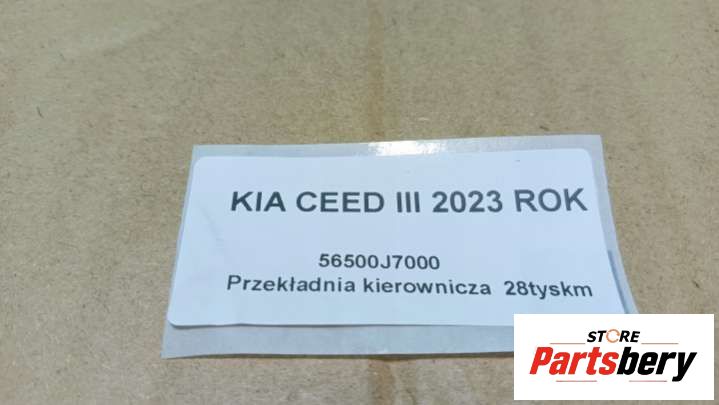 KIA CEED III 2023 ROK
56500J7000
Przekładnia kierownicza 28tyskm
STORE
Partsbery